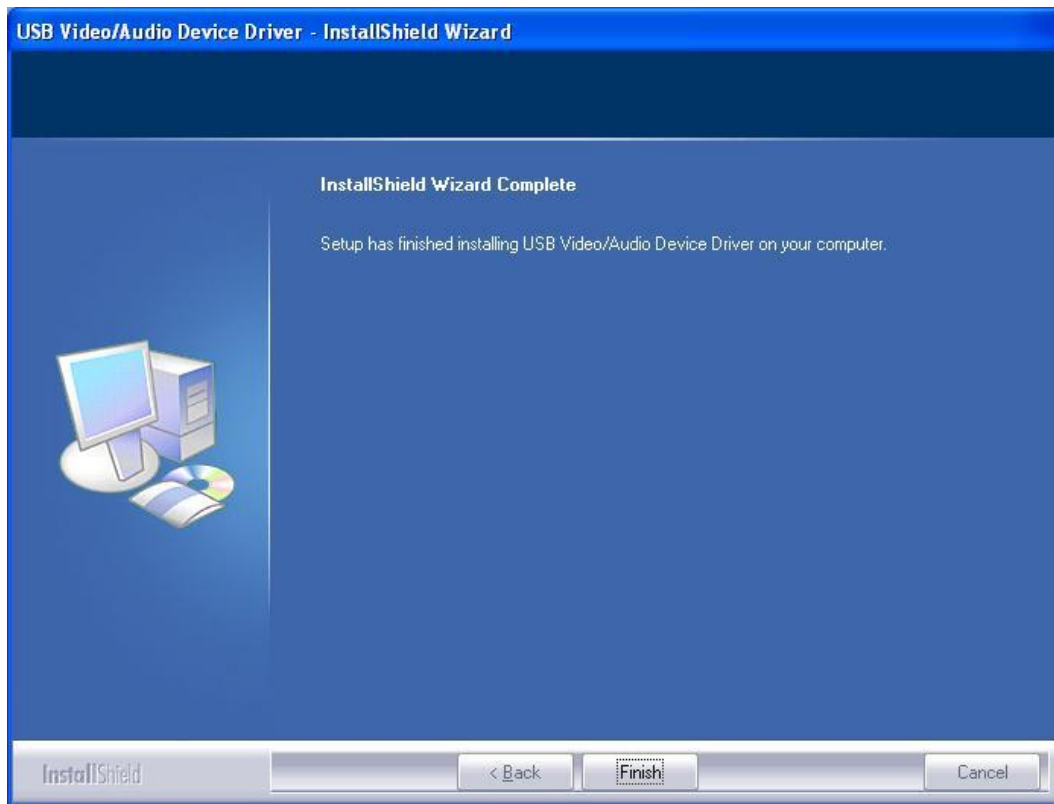 USB Video/Audio Device Driver - InstallShield Wizard
InstallShield Wizard Complete
Setup has finished installing USB Video/Audio Device Driver on your computer.
InstallShield
< Back
Finish
Cancel